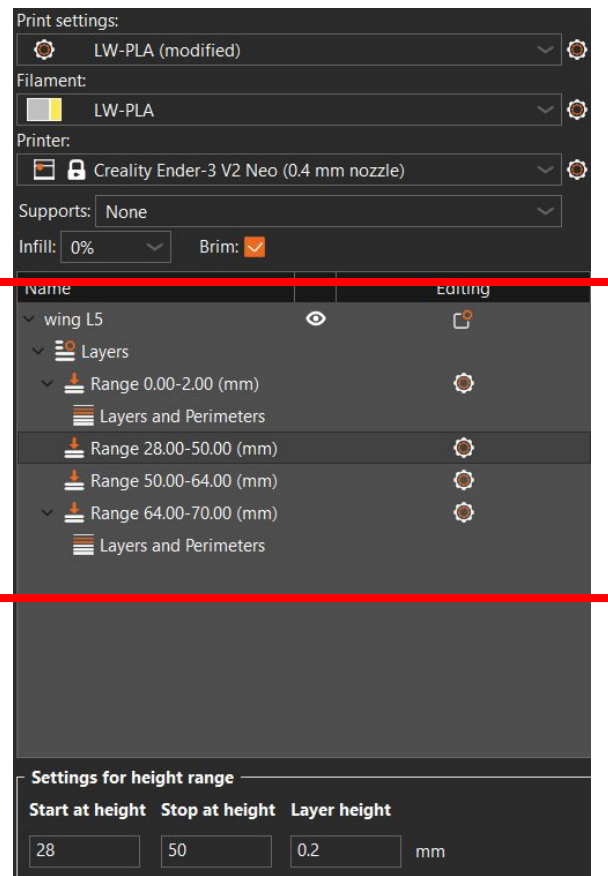 Print settings:
LW-PLA (modified)
Filament:
LW-PLA
Printer:
Creality Ender-3 V2 Neo (0.4 mm nozzle)
Supports: None
Infill: 0% Brim:
Name Editing
wing L5
Layers
Range 0.00-2.00 (mm)
Layers and Perimeters
Range 28.00-50.00 (mm)
Range 50.00-64.00 (mm)
Range 64.00-70.00 (mm)
Layers and Perimeters
Settings for height range
Start at height Stop at height Layer height
28 50 0.2 mm